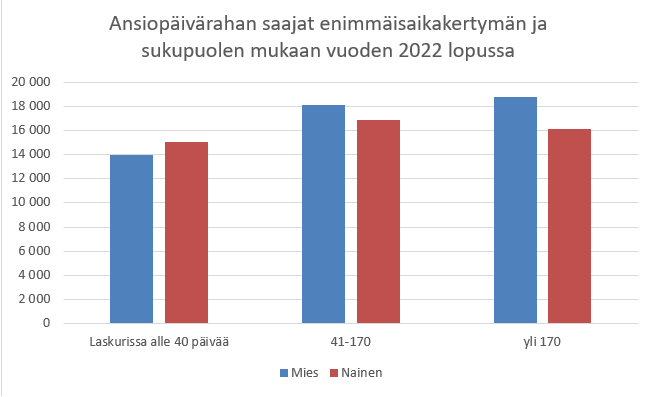 Ansiopäivärahan saajat enimmäisaikakertymän ja
sukupuolen mukaan vuoden 2022 lopussa
20 000
18 000
16 000
14 000
12 000
10 000
8 000
6 000
4 000
2 000
0
Laskurissa alle 40 päivää 41-170 yli 170
Mies Nainen